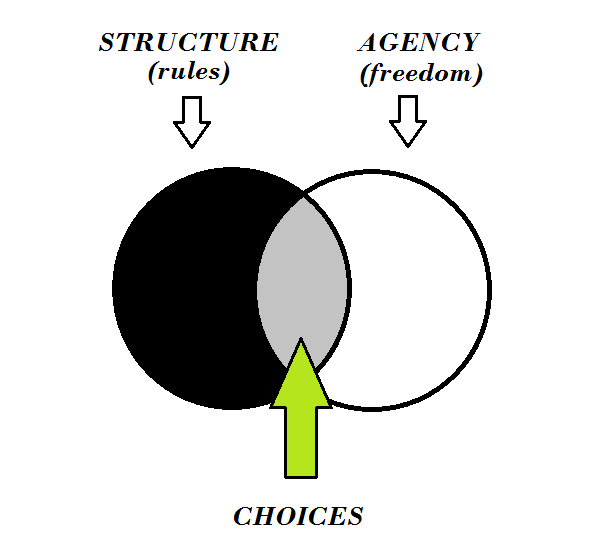 STRUCTURE
(rules)
AGENCY
(freedom)
CHOICES